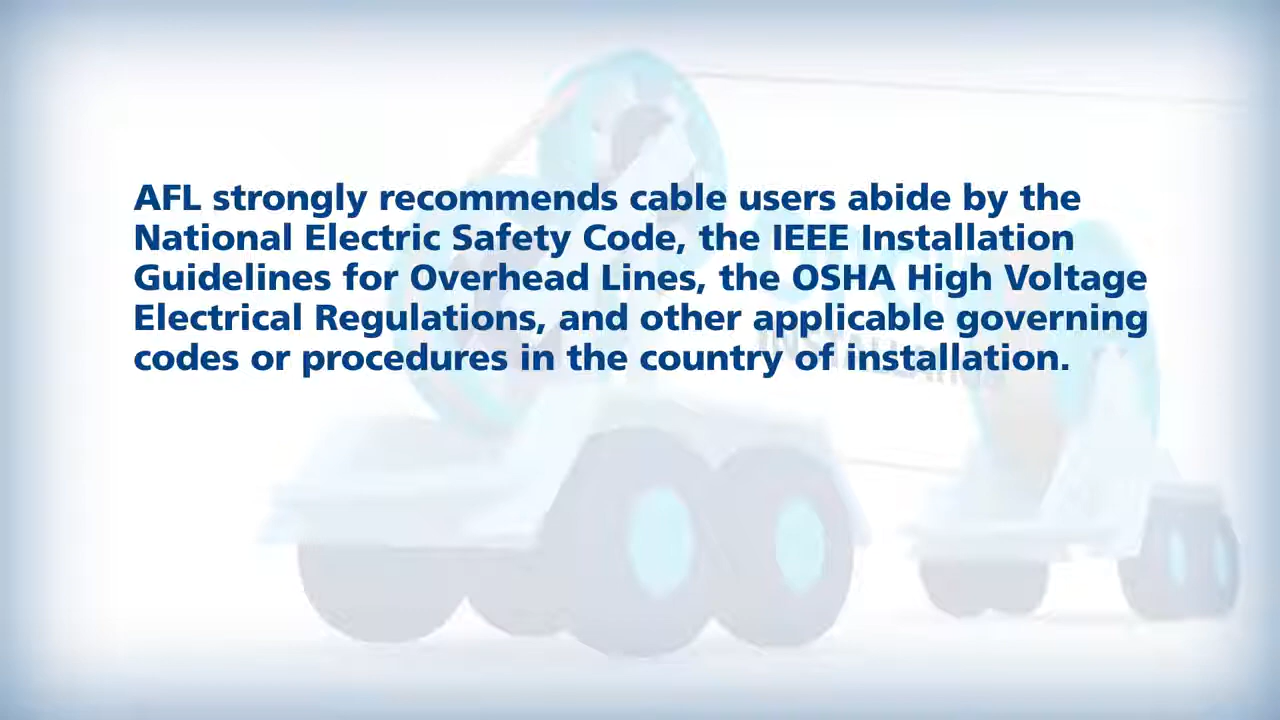 AFL strongly recommends cable users abide by the
National Electric Safety Code, the IEEE Installation
Guidelines for Overhead Lines, the OSHA High Voltage
Electrical Regulations, and other applicable governing
codes or procedures in the country of installation.